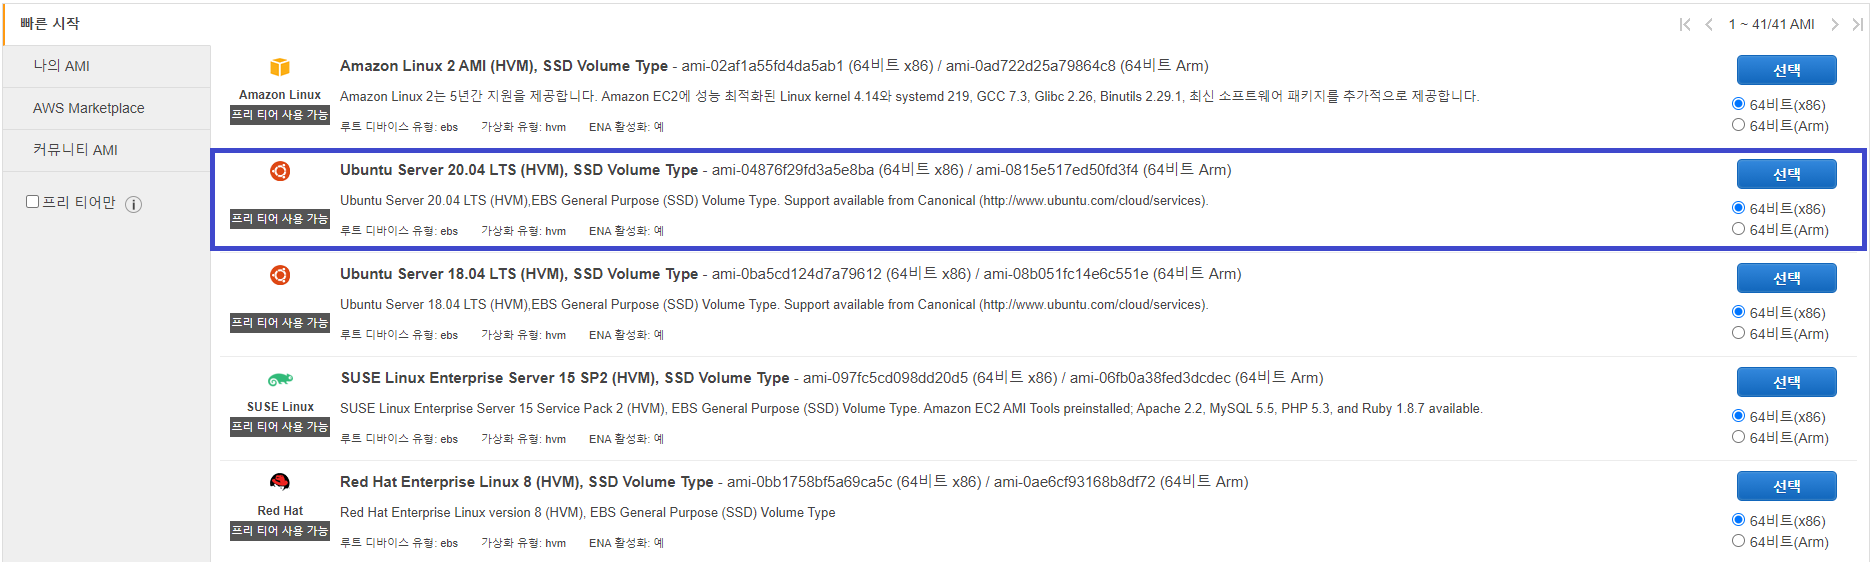 빠른 시작
1 ~ 41/41 AMI
나의 AMI
AWS Marketplace
커뮤니티 AMI
프리 티어만
Amazon Linux
프리 티어 사용 가능
Amazon Linux 2 AMI (HVM), SSD Volume Type - ami-02af1a55fd4da5ab1 (64비트 x86) / ami-0ad722d25a79864c8 (64비트 Arm)
Amazon Linux 2는 5년간 지원을 제공합니다. Amazon EC2에 성능 최적화된 Linux kernel 4.14와 systemd 219, GCC 7.3, Glibc 2.26, Binutils 2.29.1, 최신 소프트웨어 패키지를 추가적으로 제공합니다.
루트 디바이스 유형: ebs 가상화 유형: hvm ENA 활성화: 예
선택
64비트(x86)
64비트(Arm)
프리 티어 사용 가능
Ubuntu Server 20.04 LTS (HVM), SSD Volume Type - ami-04876f29fd3a5e8ba (64비트 x86) / ami-0815e517ed50fd3f4 (64비트 Arm)
Ubuntu Server 20.04 LTS (HVM),EBS General Purpose (SSD) Volume Type. Support available from Canonical (http://www.ubuntu.com/cloud/services).
루트 디바이스 유형: ebs 가상화 유형: hvm ENA 활성화: 예
선택
64비트(x86)
64비트(Arm)
프리 티어 사용 가능
Ubuntu Server 18.04 LTS (HVM), SSD Volume Type - ami-0ba5cd124d7a79612 (64비트 x86) / ami-08b051fc14e6c551e (64비트 Arm)
Ubuntu Server 18.04 LTS (HVM),EBS General Purpose (SSD) Volume Type. Support available from Canonical (http://www.ubuntu.com/cloud/services).
루트 디바이스 유형: ebs 가상화 유형: hvm ENA 활성화: 예
선택
64비트(x86)
64비트(Arm)
SUSE Linux
프리 티어 사용 가능
SUSE Linux Enterprise Server 15 SP2 (HVM), SSD Volume Type - ami-097fc5cd098dd20d5 (64비트 x86) / ami-06fb0a38fed3dcdec (64비트 Arm)
SUSE Linux Enterprise Server 15 Service Pack 2 (HVM), EBS General Purpose (SSD) Volume Type. Amazon EC2 AMI Tools preinstalled; Apache 2.2, MySQL 5.5, PHP 5.3, and Ruby 1.8.7 available.
루트 디바이스 유형: ebs 가상화 유형: hvm ENA 활성화: 예
선택
64비트(x86)
64비트(Arm)
Red Hat
프리 티어 사용 가능
Red Hat Enterprise Linux 8 (HVM), SSD Volume Type - ami-0bb1758bf5a69ca5c (64비트 x86) / ami-0ae6cf93168b8df72 (64비트 Arm)
Red Hat Enterprise Linux version 8 (HVM), EBS General Purpose (SSD) Volume Type
루트 디바이스 유형: ebs 가상화 유형: hvm ENA 활성화: 예
선택
64비트(x86)
64비트(Arm)